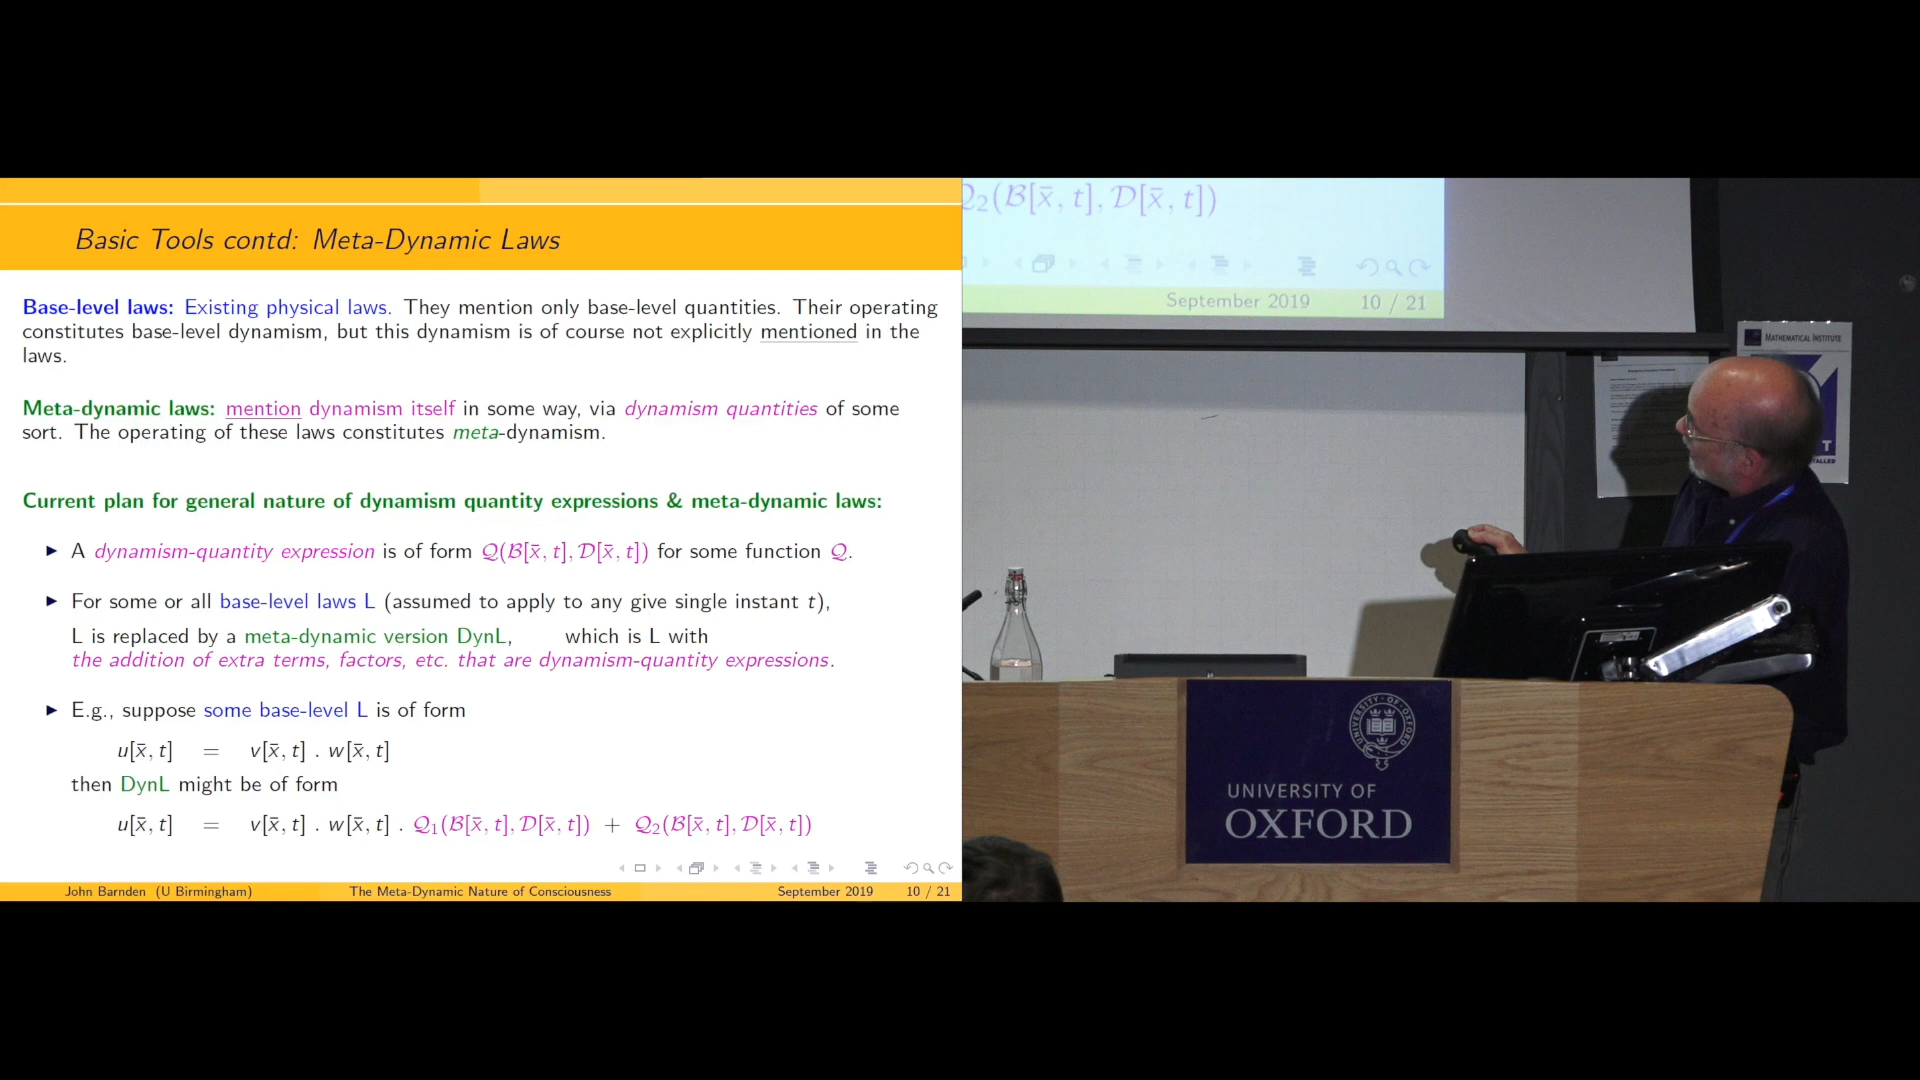 Basic Tools contd: Meta-Dynamic Laws
Base-level laws: Existing physical laws. They mention only base-level quantities. Their operating
constitutes base-level dynamism, but this dynamism is of course not explicitly mentioned in the
laws.
Meta-dynamic laws: mention dynamism itself in some way, via dynamism quantities of some
sort. The operating of these laws constitutes meta-dynamism.
Current plan for general nature of dynamism quantity expressions & meta-dynamic laws:
▶ A dynamism-quantity expression is of form 𝒬(ℬ[x̄, t], 𝒟[x̄, t]) for some function 𝒬.
▶ For some or all base-level laws L (assumed to apply to any give single instant t),
L is replaced by a meta-dynamic version DynL, which is L with
the addition of extra terms, factors, etc. that are dynamism-quantity expressions.
▶ E.g., suppose some base-level L is of form
u[x̄, t] = v[x̄, t] . w[x̄, t]
then DynL might be of form
u[x̄, t] = v[x̄, t] . w[x̄, t] . 𝒬₁(ℬ[x̄, t], 𝒟[x̄, t]) + 𝒬₂(ℬ[x̄, t], 𝒟[x̄, t])
John Barnden (U Birmingham) The Meta-Dynamic Nature of Consciousness September 2019 10 / 21
𝒬₂(ℬ[x̄, t], 𝒟[x̄, t])
September 2019 10 / 21
MATHEMATICAL INSTITUTE
T
TALLED
UNIVERSITY OF OXFORD
UNIVERSITY OF
OXFORD